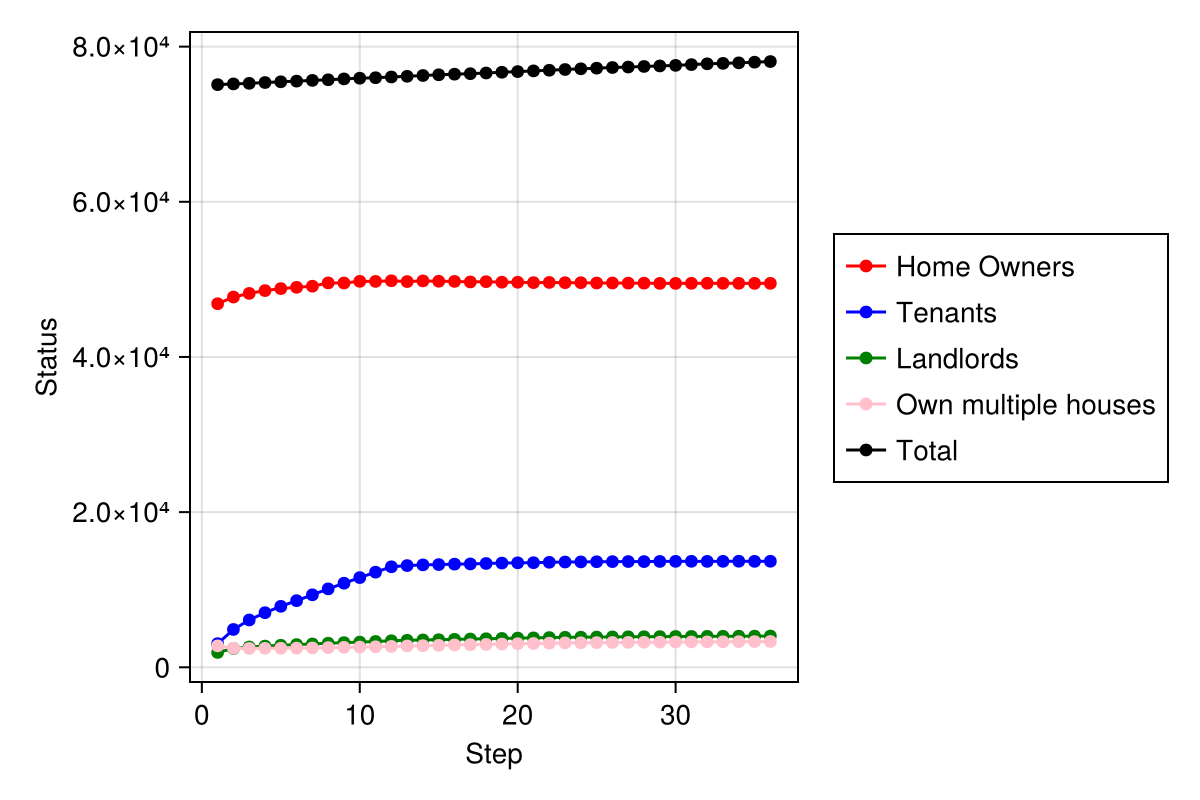 8.0×10⁴
6.0×10⁴
4.0×10⁴
2.0×10⁴
0
Status
0 10 20 30
Step
Home Owners
Tenants
Landlords
Own multiple houses
Total